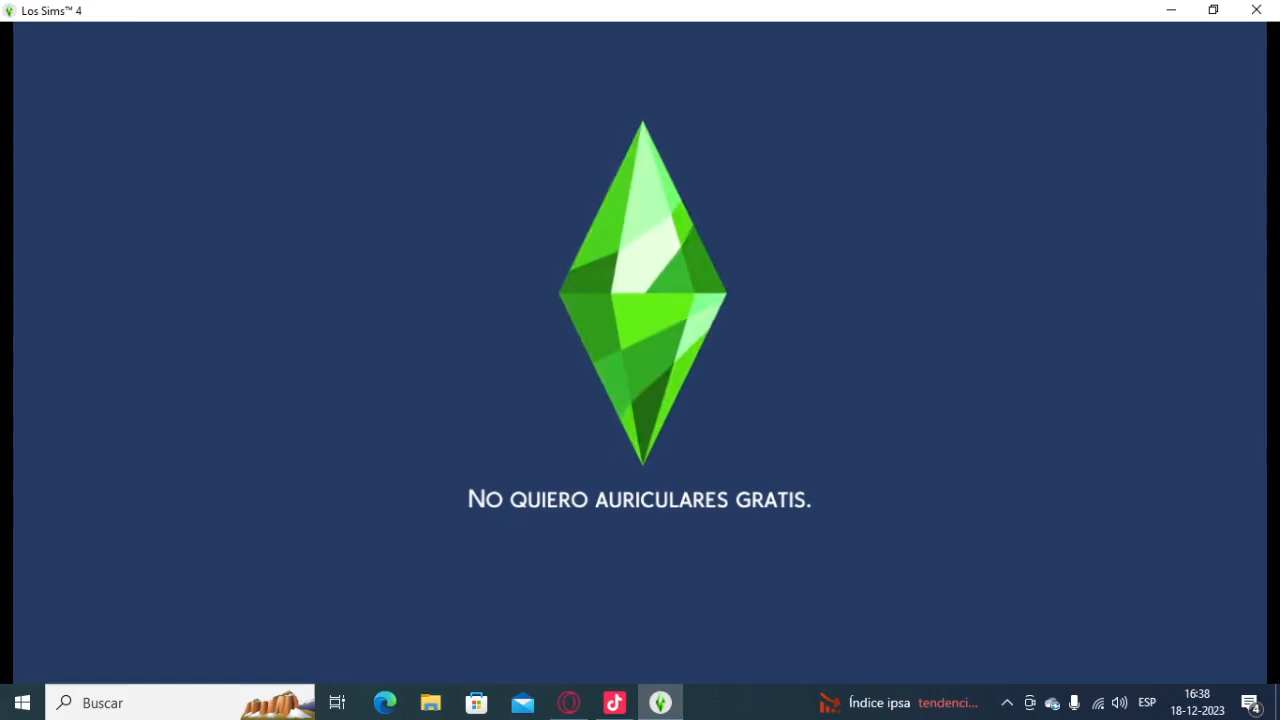 Los Sims™ 4
NO QUIERO AURICULARES GRATIS.
Buscar
Índice ipsa tendenci...
ESP
16:38
18-12-2023
4